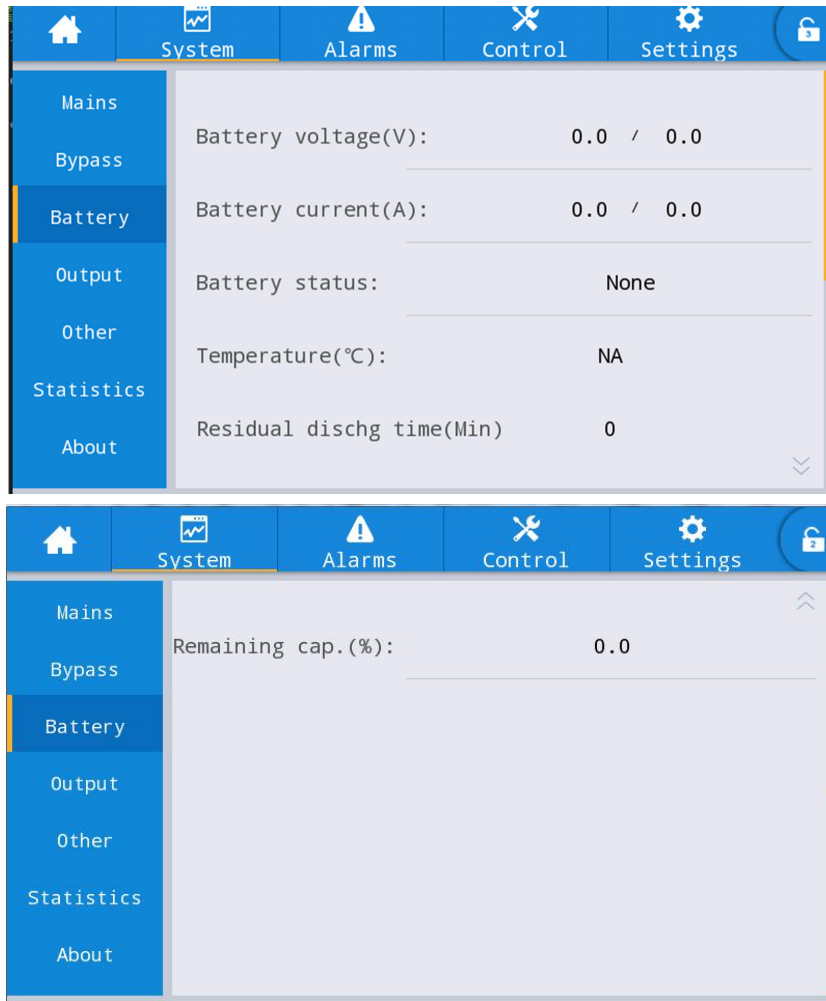 System Alarms Control Settings 3
Mains
Bypass
Battery
Output
Other
Statistics
About
Battery voltage(V): 0.0 / 0.0
Battery current(A): 0.0 / 0.0
Battery status: None
Temperature(℃): NA
Residual dischg time(Min) 0
System Alarms Control Settings 2
Mains
Bypass
Battery
Output
Other
Statistics
About
Remaining cap.(%): 0.0